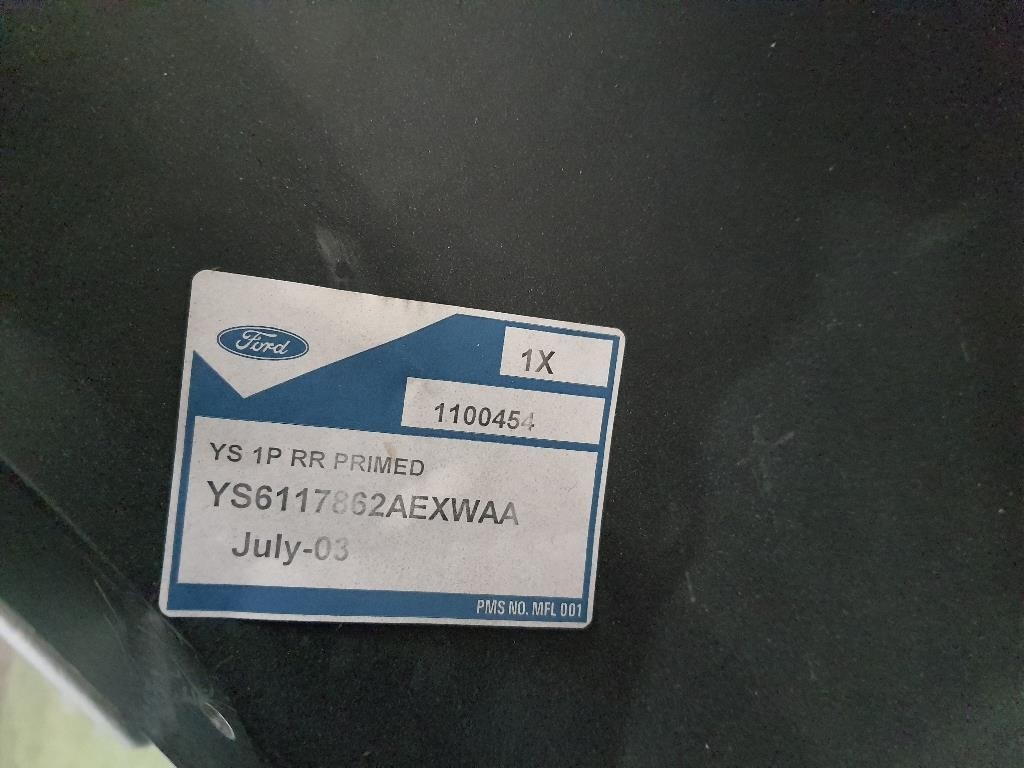 Ford
1X
1100454
YS 1P RR PRIMED
YS6117862AEXWAA
July-03
PMS NO. MFL 001